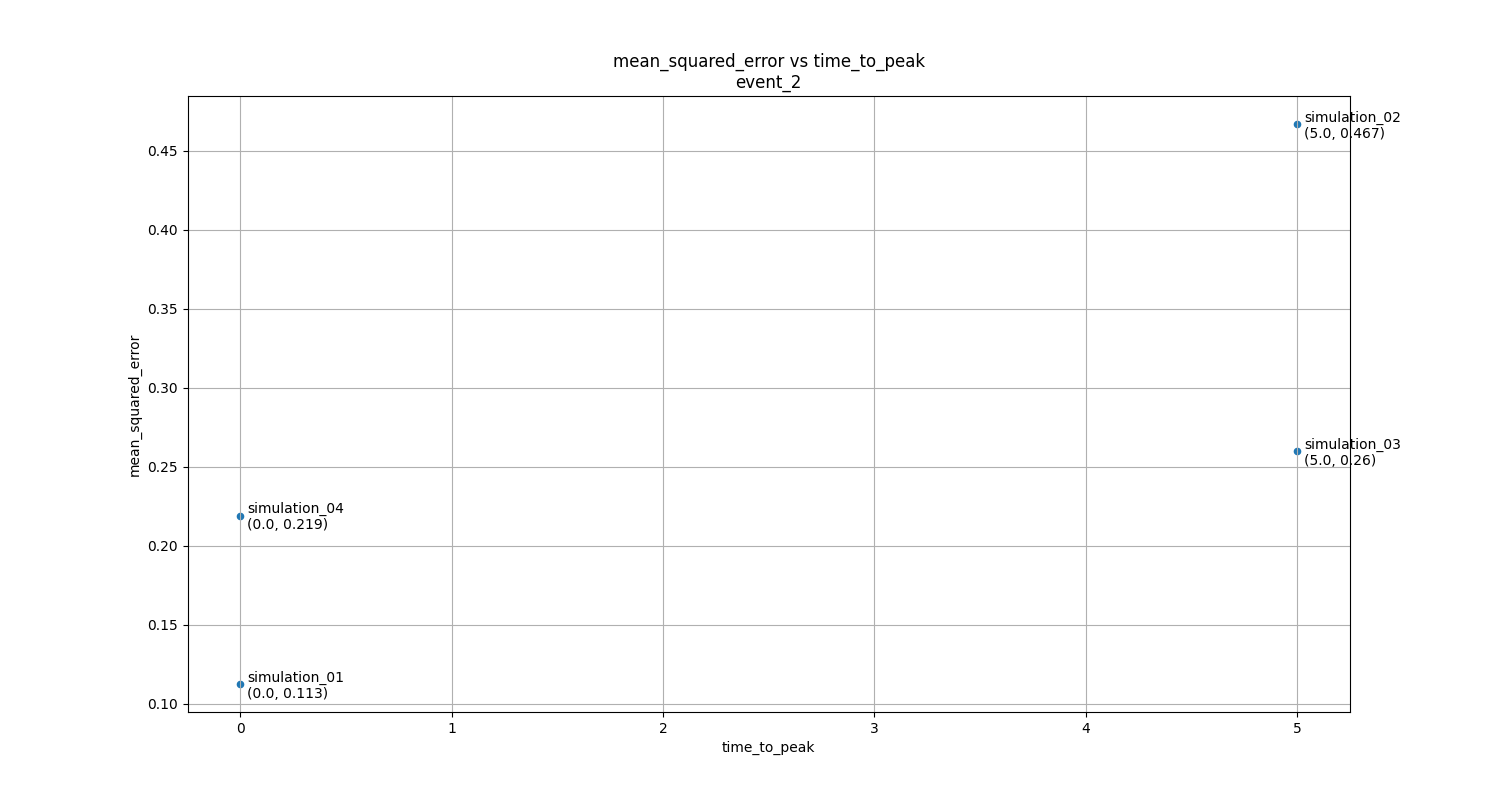 mean_squared_error vs time_to_peak
event_2
mean_squared_error
0.45
0.40
0.35
0.30
0.25
0.20
0.15
0.10
simulation_02
(5.0, 0.467)
simulation_03
(5.0, 0.26)
simulation_04
(0.0, 0.219)
simulation_01
(0.0, 0.113)
0
1
2
3
4
5
time_to_peak